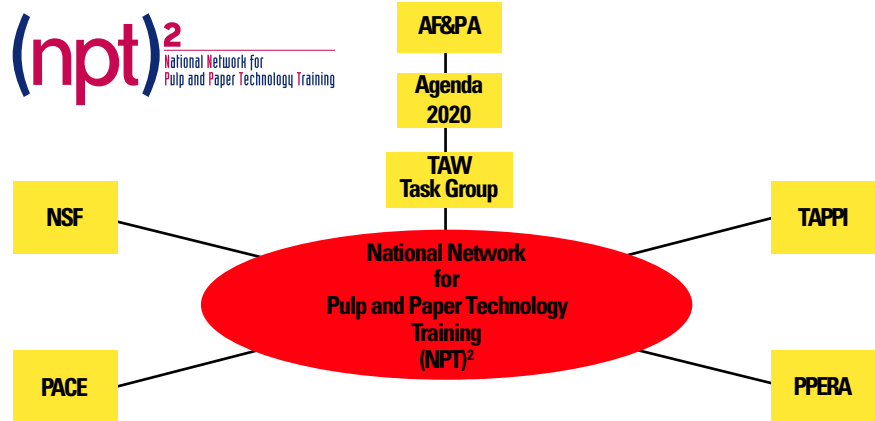 (npt)²
National Network for
Pulp and Paper Technology Training
AF&PA
Agenda
2020
TAW
Task Group
NSF
TAPPI
National Network
for
Pulp and Paper Technology
Training
(NPT)²
PACE
PPERA